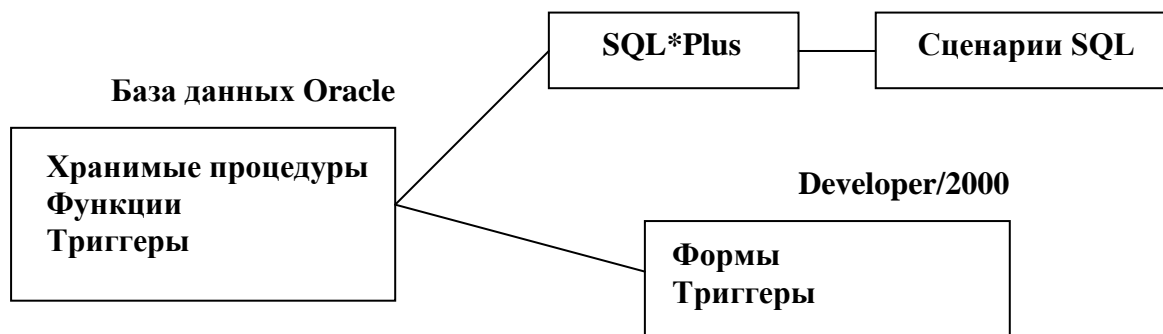 SQL*Plus
Сценарии SQL
База данных Oracle
Хранимые процедуры
Функции
Триггеры
Developer/2000
Формы
Триггеры